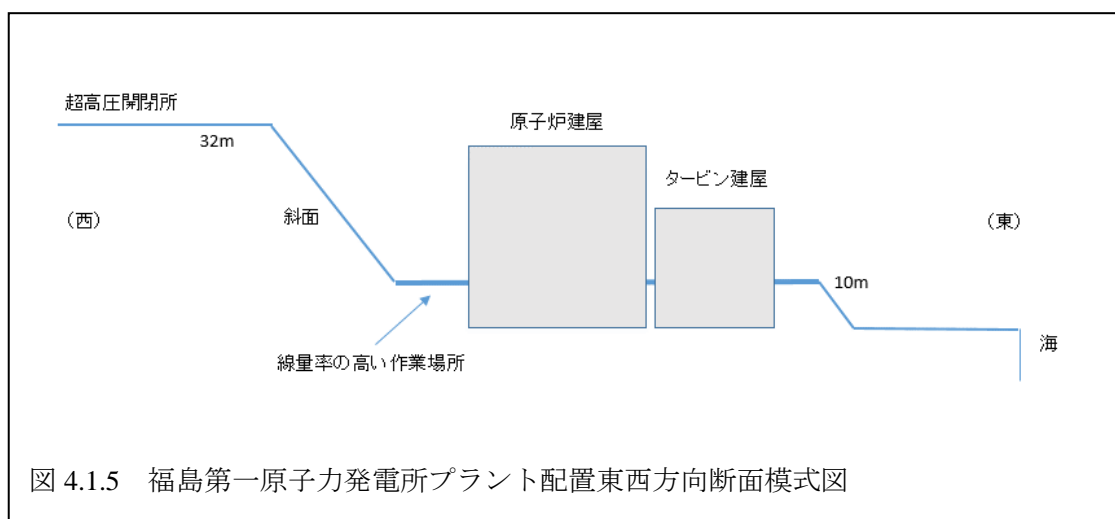 超高圧開閉所
32m
原子炉建屋
タービン建屋
(西)
斜面
(東)
10m
海
線量率の高い作業場所
図 4.1.5 福島第一原子力発電所プラント配置東西方向断面模式図